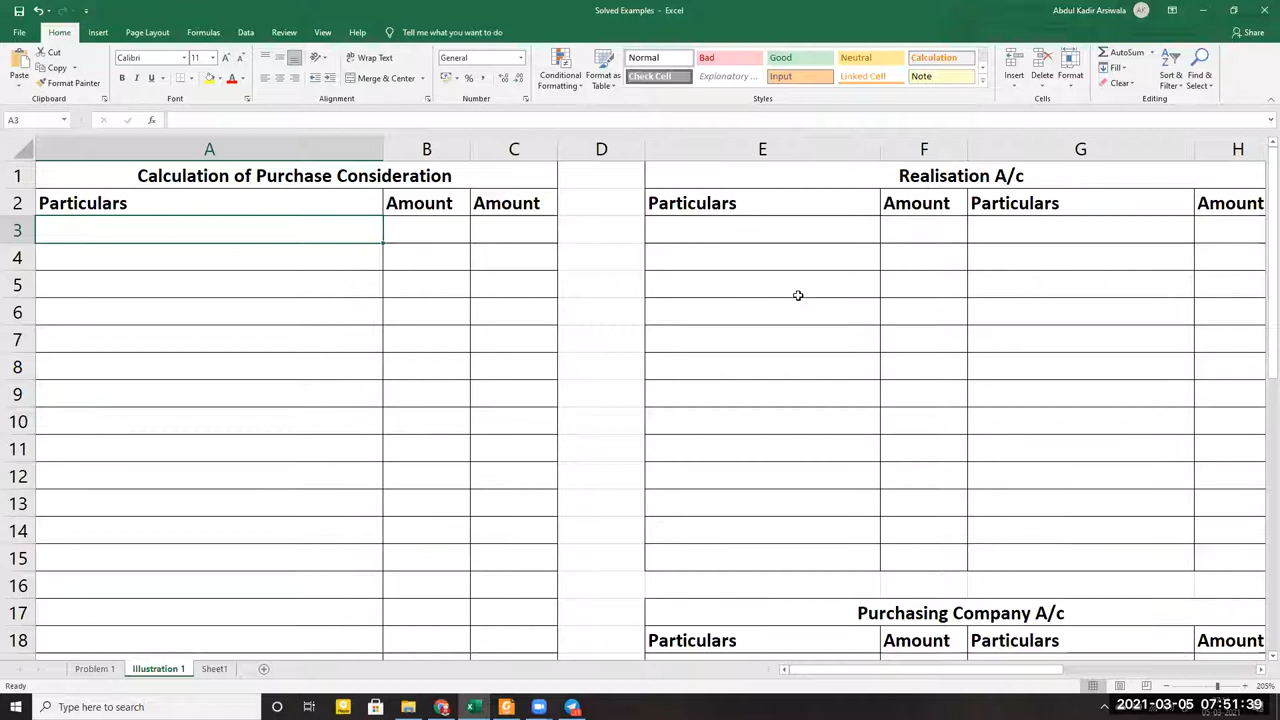 Solved Examples - Excel
Abdul Kadir Arsiwala
AK
File Home Insert Page Layout Formulas Data Review View Help Tell me what you want to do Share
Paste
Cut
Copy
Format Painter
Clipboard
Calibri 11
B I U A
Font
Wrap Text
Merge & Center
Alignment
General
%
Number
Conditional Formatting
Format as Table
Normal Bad Good Neutral Calculation
Check Cell Explanatory ... Input Linked Cell Note
Styles
Insert Delete Format
Cells
AutoSum
Fill
Clear
Sort & Filter
Find & Select
Editing
A3 fx
A B C D E F G H
1 Calculation of Purchase Consideration Realisation A/c
2 Particulars Amount Amount Particulars Amount Particulars Amount
3
4
5
6
7
8
9
10
11
12
13
14
15
16
17 Purchasing Company A/c
18 Particulars Amount Particulars Amount
Problem 1 Illustration 1 Sheet1
Ready 205%
Type here to search
2021-03-05 07:51:39